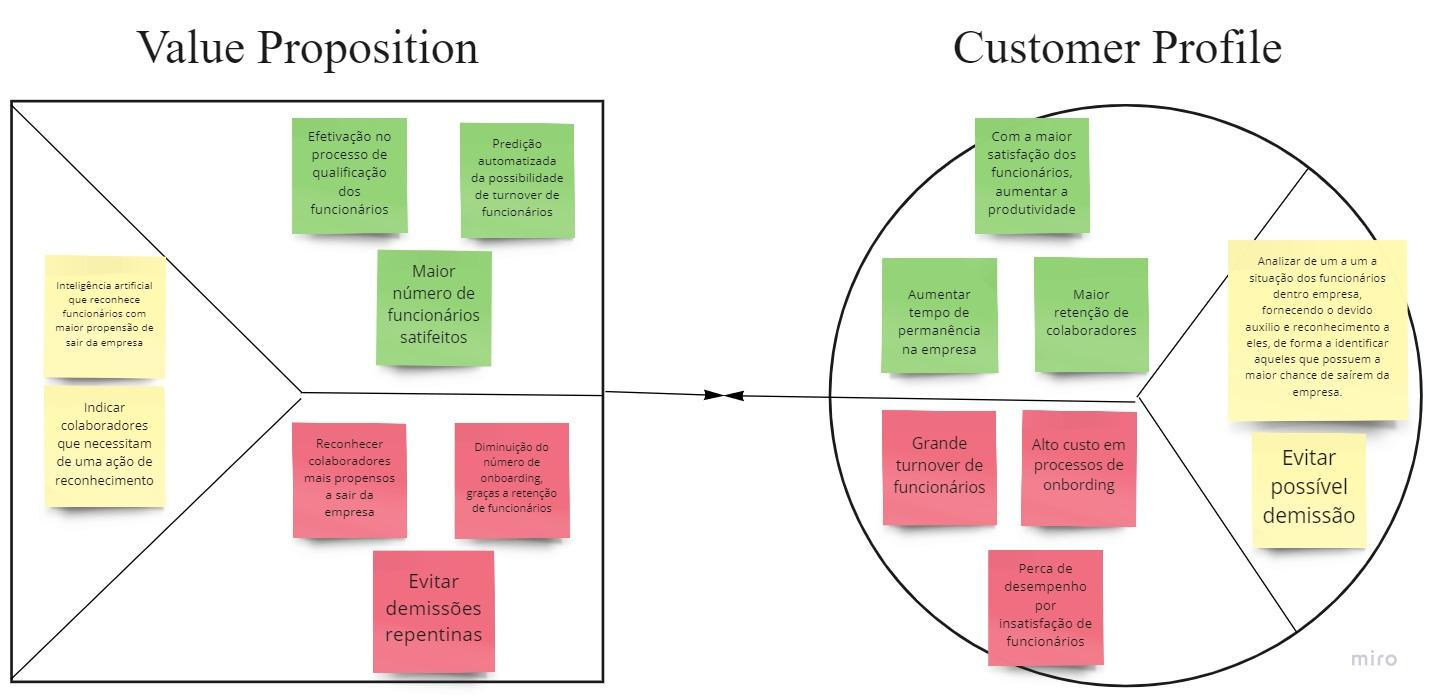 Value Proposition
Customer Profile
Efetivação no
processo de
qualificação
dos
funcionários
Predição
automatizada
da possibilidade
de turnover de
funcionários
Maior
número de
funcionários
satifeitos
Inteligência artificial
que reconhece
funcionários com
maior propensão de
sair da empresa
Indicar
colaboradores
que necessitam
de uma ação de
reconhecimento
Reconhecer
colaboradores
mais propensos
a sair da
empresa
Diminuição do
número de
onboarding,
graças a retenção
de funcionários
Evitar
demissões
repentinas
Com a maior
satisfação dos
funcionários,
aumentar a
produtividade
Aumentar
tempo de
permanência
na empresa
Maior
retenção de
colaboradores
Analizar de um a um a
situação dos funcionários
dentro empresa,
fornecendo o devido
auxilio e reconhecimento a
eles, de forma a identificar
aqueles que possuem a
maior chance de saírem da
empresa.
Evitar
possível
demissão
Grande
turnover de
funcionários
Alto custo em
processos de
onbording
Perca de
desempenho
por
insatisfação de
funcionários
miro